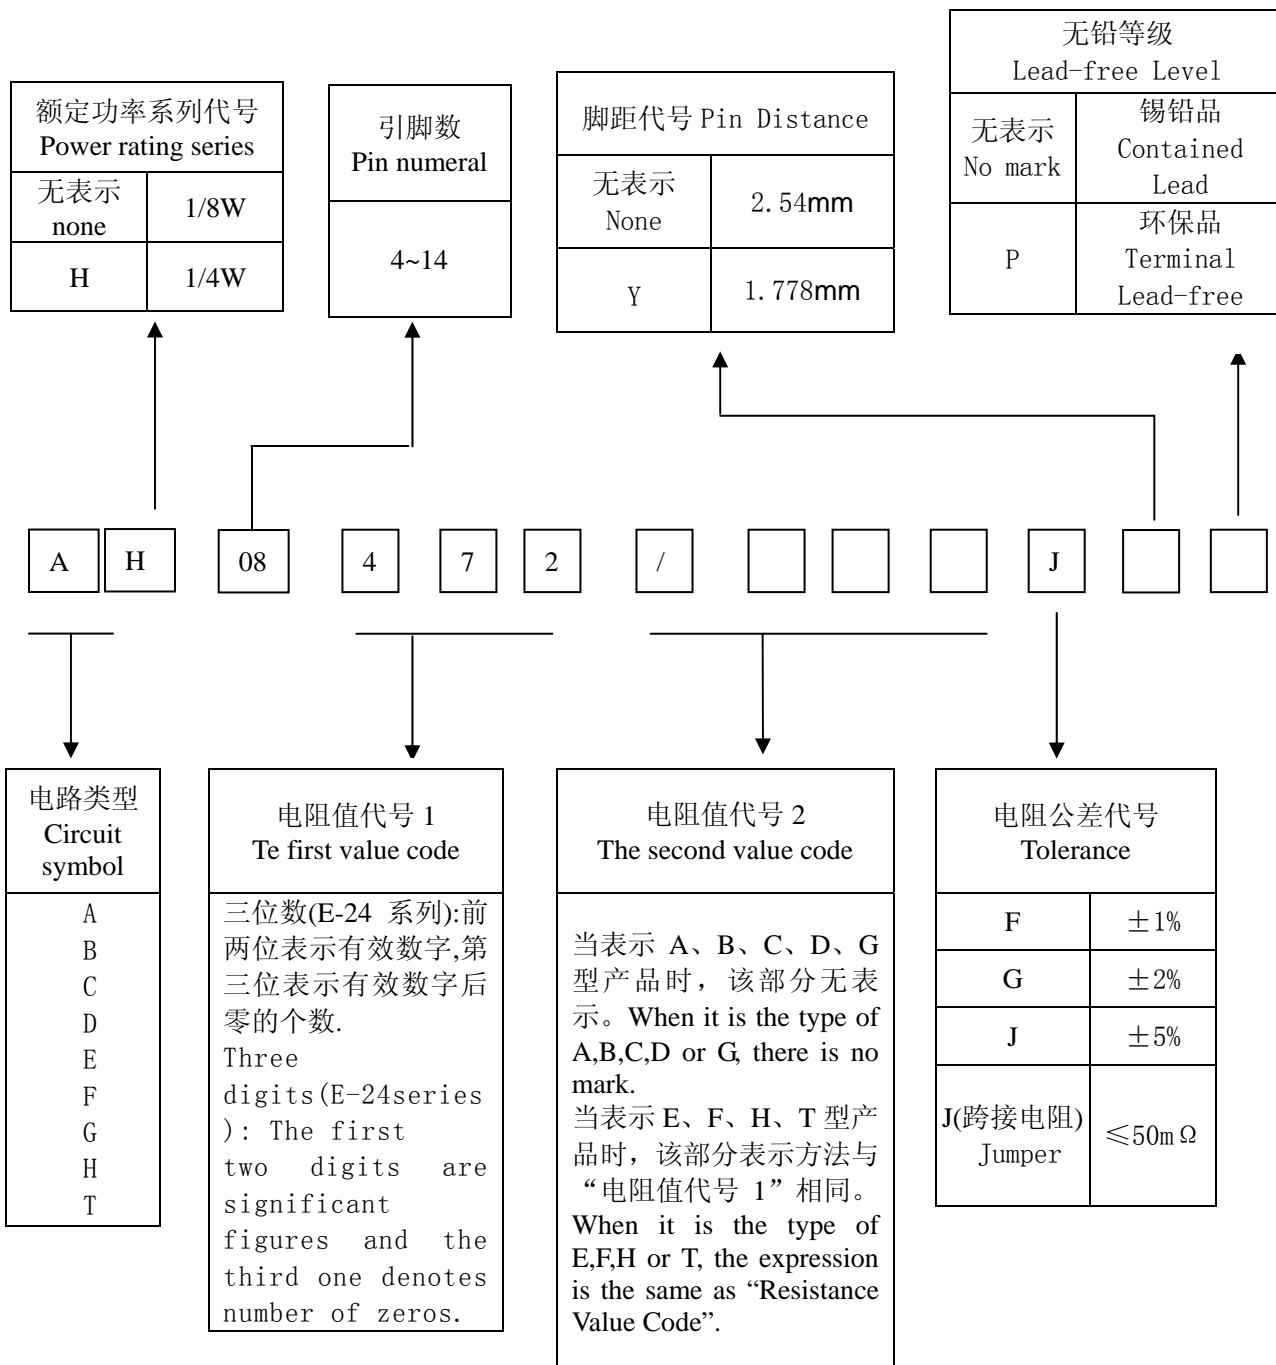 额定功率系列代号
Power rating series
无表示
none
1/8W
H
1/4W
引脚数
Pin numeral
4~14
脚距代号 Pin Distance
无表示
None
2.54mm
Y
1.778mm
无铅等级
Lead-free Level
无表示
No mark
锡铅品
Contained
Lead
P
环保品
Terminal
Lead-free
A H 08 4 7 2 / J
电路类型
Circuit
symbol
A
B
C
D
E
F
G
H
T
电阻值代号 1
Te first value code
三位数(E-24 系列):前
两位表示有效数字,第
三位表示有效数字后
零的个数.
Three
digits(E-24series
): The first
two digits are
significant
figures and the
third one denotes
number of zeros.
电阻值代号 2
The second value code
当表示 A、B、C、D、G
型产品时，该部分无表
示。When it is the type of
A,B,C,D or G, there is no
mark.
当表示 E、F、H、T 型产
品时，该部分表示方法与
“电阻值代号 1”相同。
When it is the type of
E,F,H or T, the expression
is the same as “Resistance
Value Code”.
电阻公差代号
Tolerance
F
±1%
G
±2%
J
±5%
J(跨接电阻)
Jumper
≤50mΩ